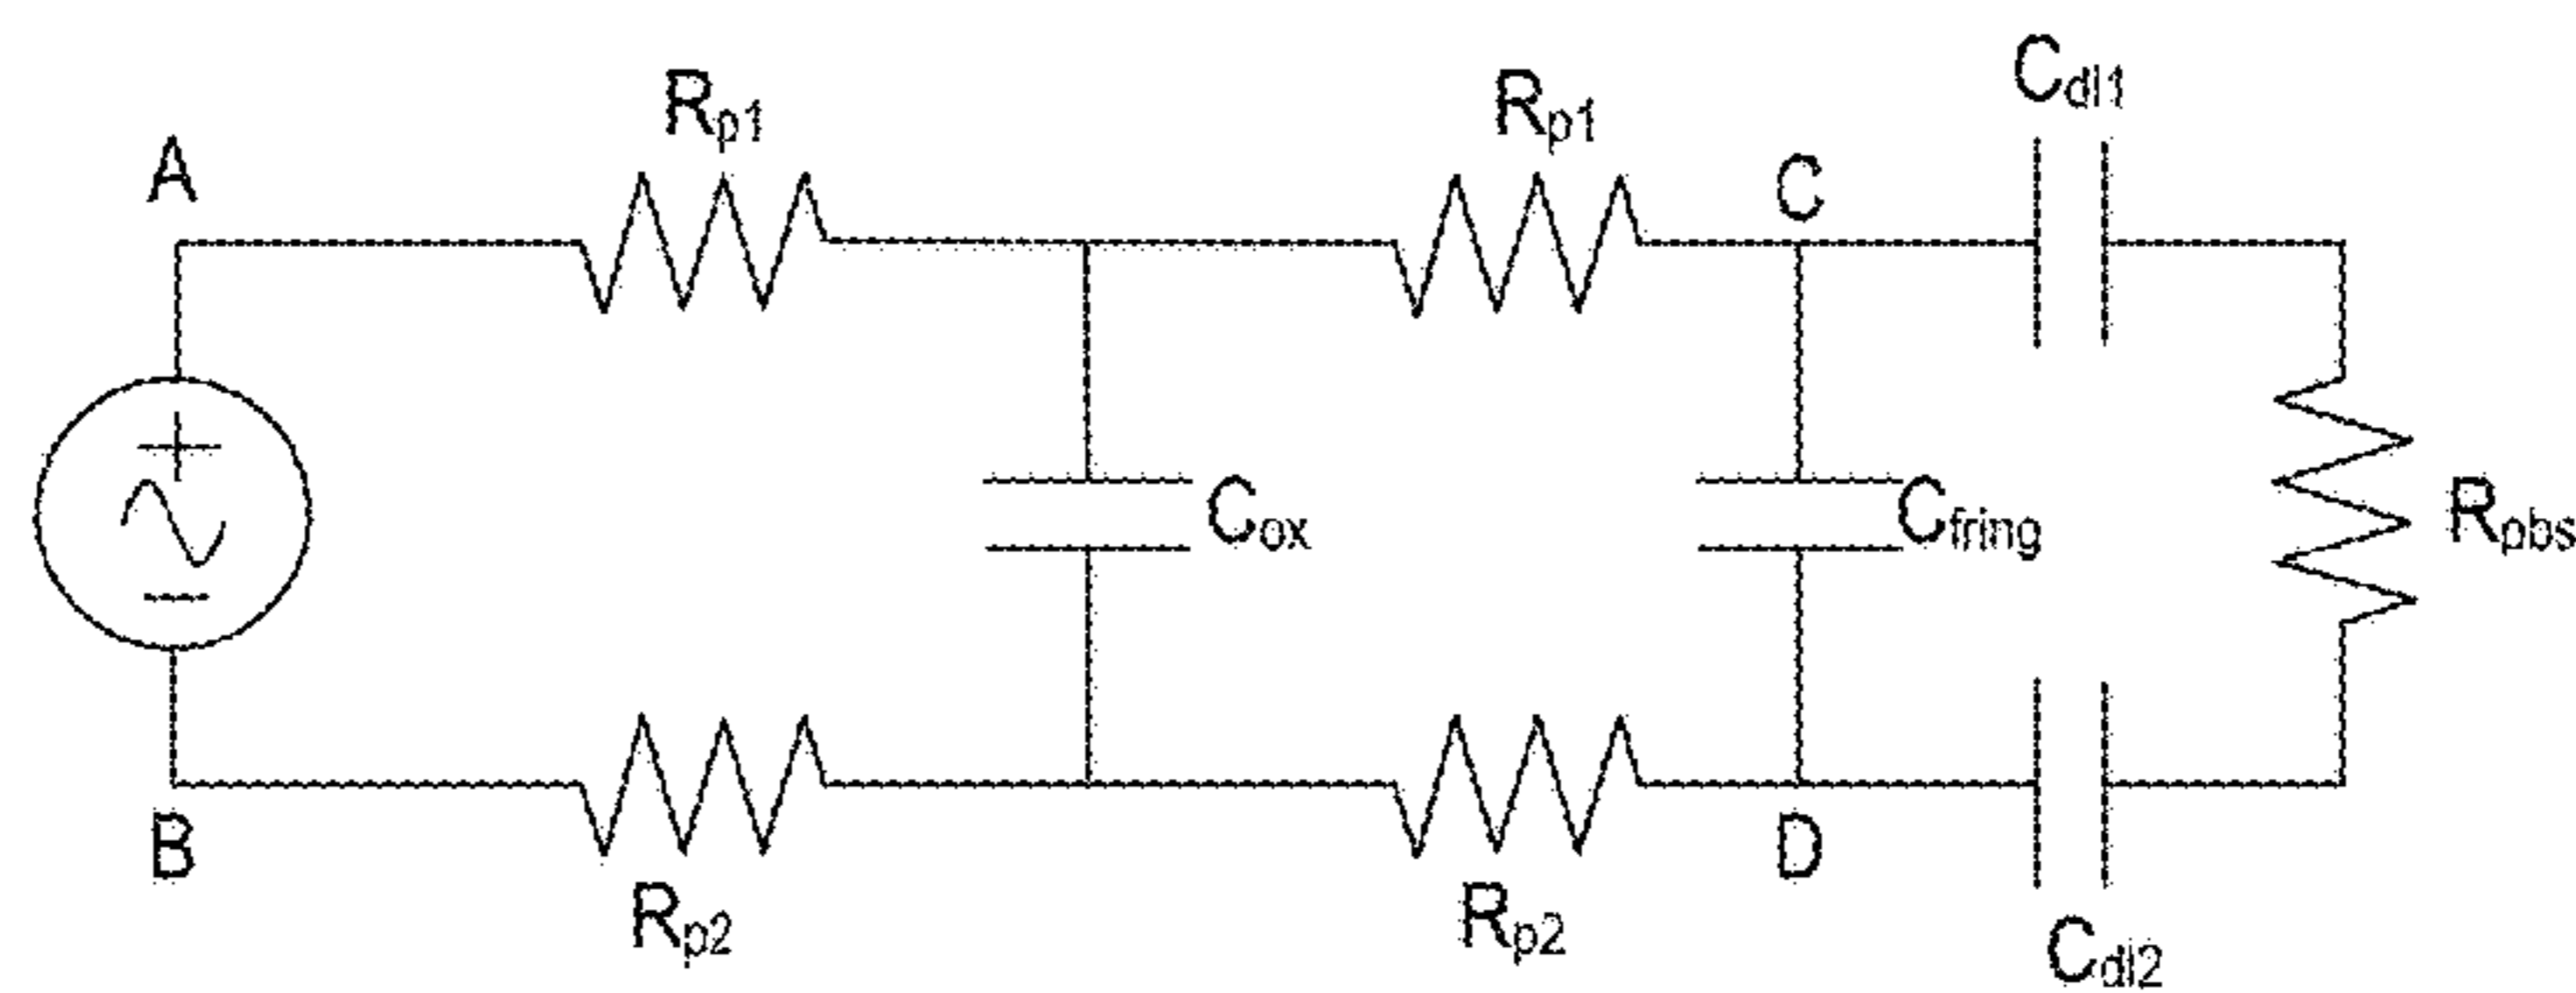 Rp1
Rp1
Cdl1
A
C
+
Cox
Cfring
Rpbs
−
B
D
Rp2
Rp2
Cdl2